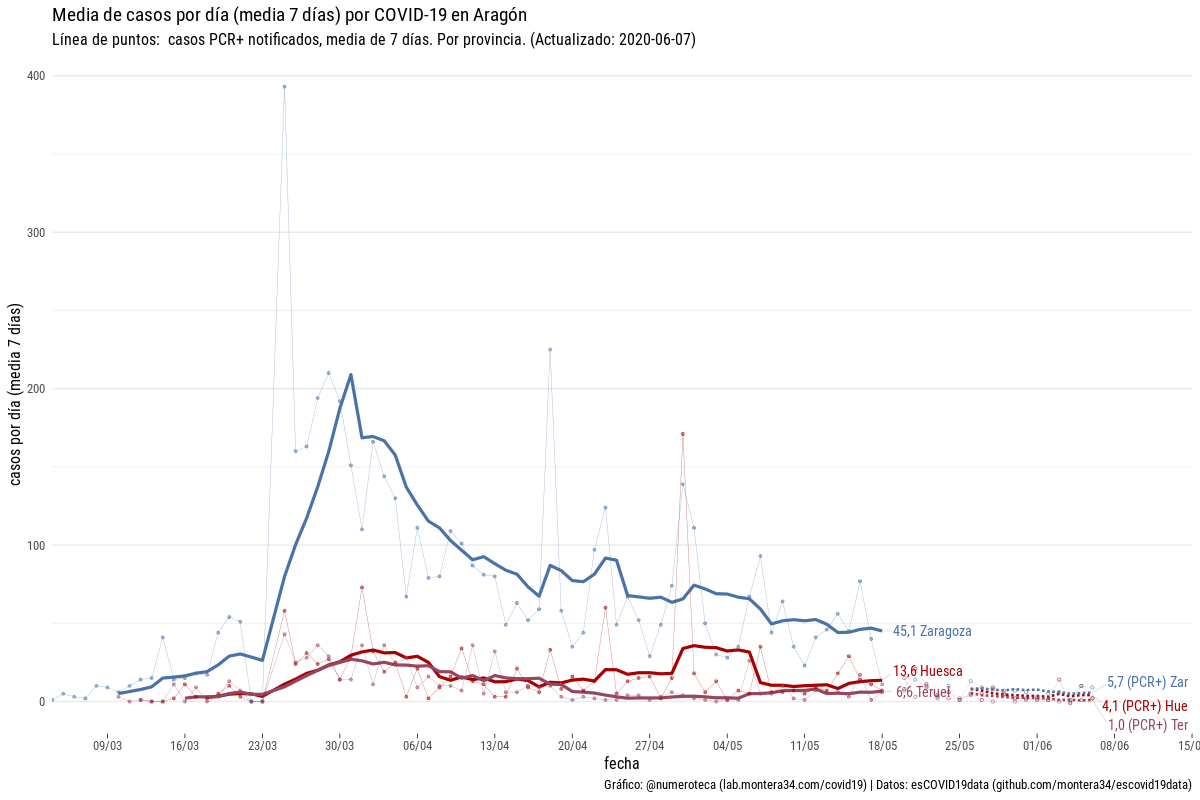 Media de casos por día (media 7 días) por COVID-19 en Aragón
Línea de puntos:  casos PCR+ notificados, media de 7 días. Por provincia. (Actualizado: 2020-06-07)
casos por día (media 7 días)
400
300
200
100
0
45,1 Zaragoza
13,6 Huesca
6,6 Teruel
5,7 (PCR+) Zar
4,1 (PCR+) Hue
1,0 (PCR+) Ter
09/03 16/03 23/03 30/03 06/04 13/04 20/04 27/04 04/05 11/05 18/05 25/05 01/06 08/06 15/0
fecha
Gráfico: @numeroteca (lab.montera34.com/covid19) | Datos: esCOVID19data (github.com/montera34/escovid19data)